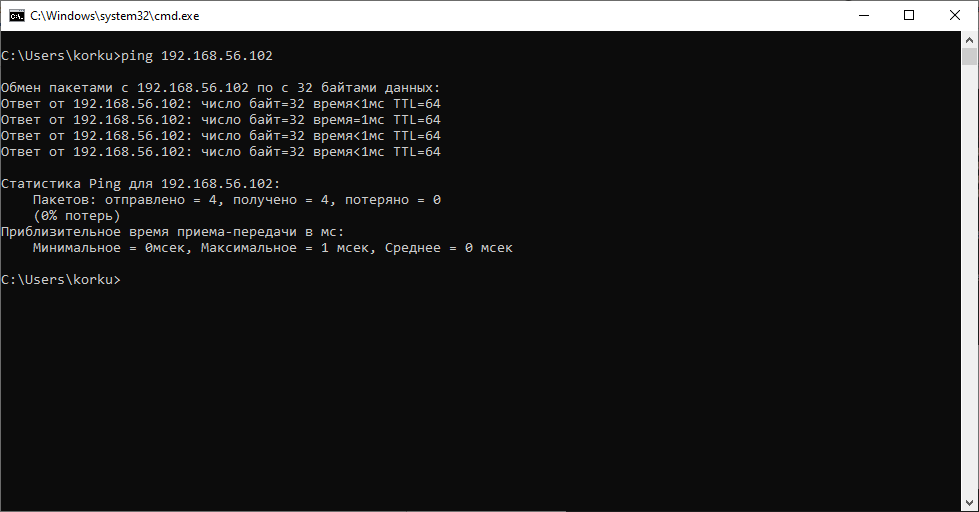 C:\Windows\system32\cmd.exe
C:\Users\korku>ping 192.168.56.102
Обмен пакетами с 192.168.56.102 по с 32 байтами данных:
Ответ от 192.168.56.102: число байт=32 время<1мс TTL=64
Ответ от 192.168.56.102: число байт=32 время=1мс TTL=64
Ответ от 192.168.56.102: число байт=32 время<1мс TTL=64
Ответ от 192.168.56.102: число байт=32 время<1мс TTL=64
Статистика Ping для 192.168.56.102:
    Пакетов: отправлено = 4, получено = 4, потеряно = 0
    (0% потерь)
Приблизительное время приема-передачи в мс:
    Минимальное = 0мсек, Максимальное = 1 мсек, Среднее = 0 мсек
C:\Users\korku>